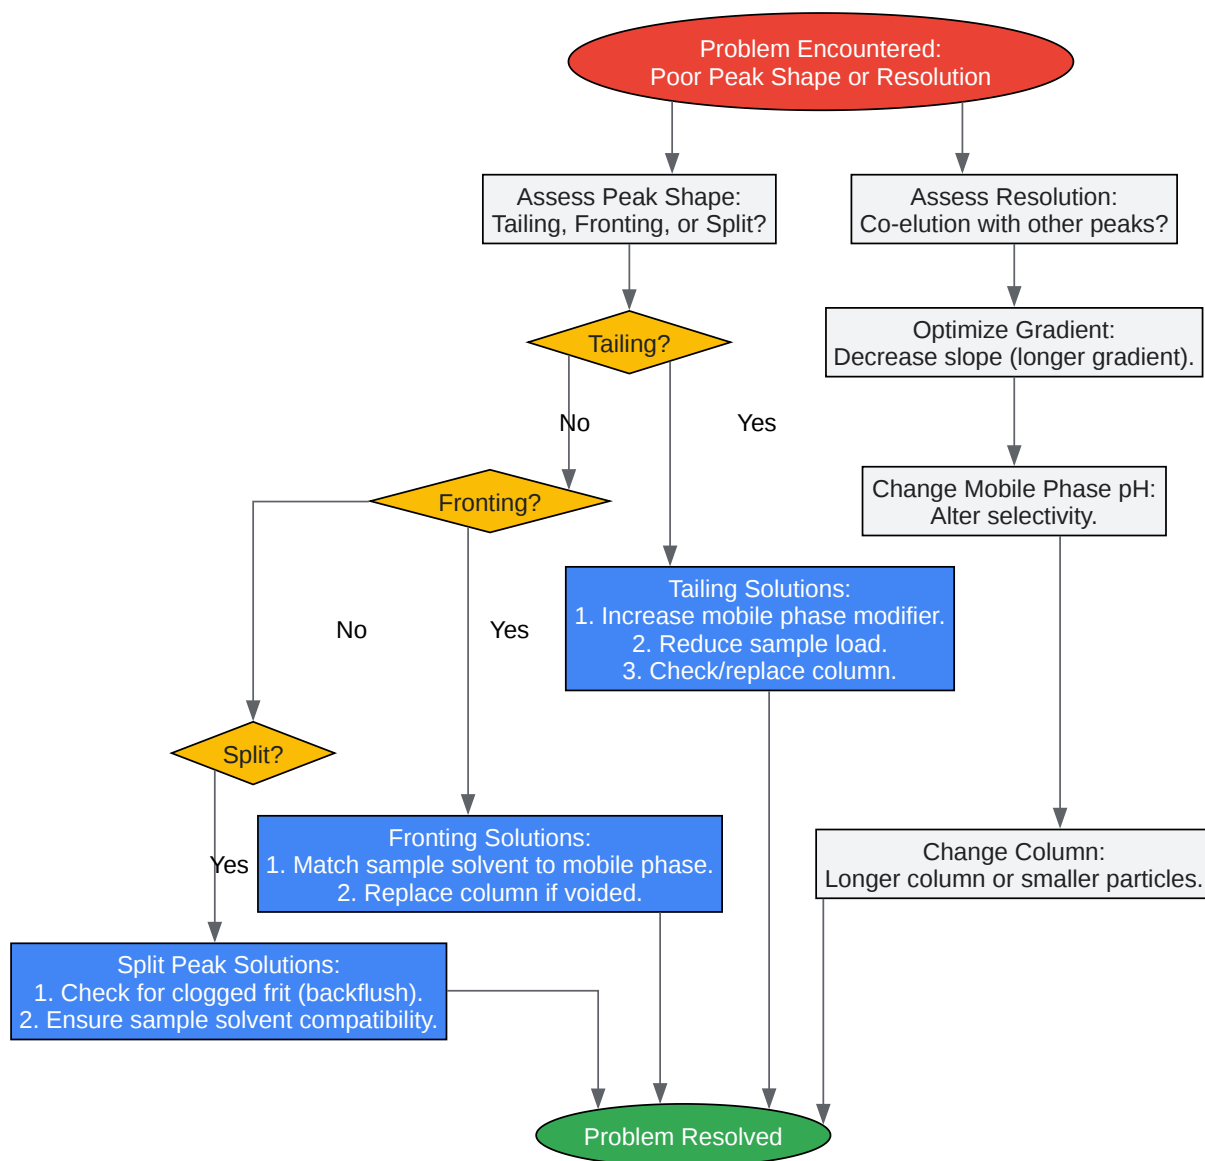 Problem Encountered:
Poor Peak Shape or Resolution
Assess Peak Shape:
Tailing, Fronting, or Split?
Assess Resolution:
Co-elution with other peaks?
Optimize Gradient:
Decrease slope (longer gradient).
Tailing?
No
Yes
Change Mobile Phase pH:
Alter selectivity.
Fronting?
Tailing Solutions:
1. Increase mobile phase modifier.
2. Reduce sample load.
3. Check/replace column.
No
Yes
Split?
Fronting Solutions:
1. Match sample solvent to mobile phase.
2. Replace column if voided.
Change Column:
Longer column or smaller particles.
Yes
Split Peak Solutions:
1. Check for clogged frit (backflush).
2. Ensure sample solvent compatibility.
Problem Resolved